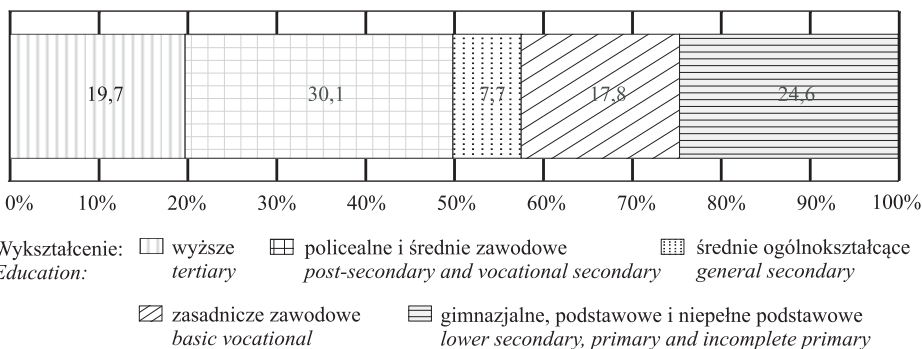 19,7 30,1 7,7 17,8 24,6
0% 10% 20% 30% 40% 50% 60% 70% 80% 90% 100%
Wykształcenie: wyższe policealne i średnie zawodowe średnie ogólnokształcące
Education: tertiary post-secondary and vocational secondary general secondary
zasadnicze zawodowe gimnazjalne, podstawowe i niepełne podstawowe
basic vocational lower secondary, primary and incomplete primary